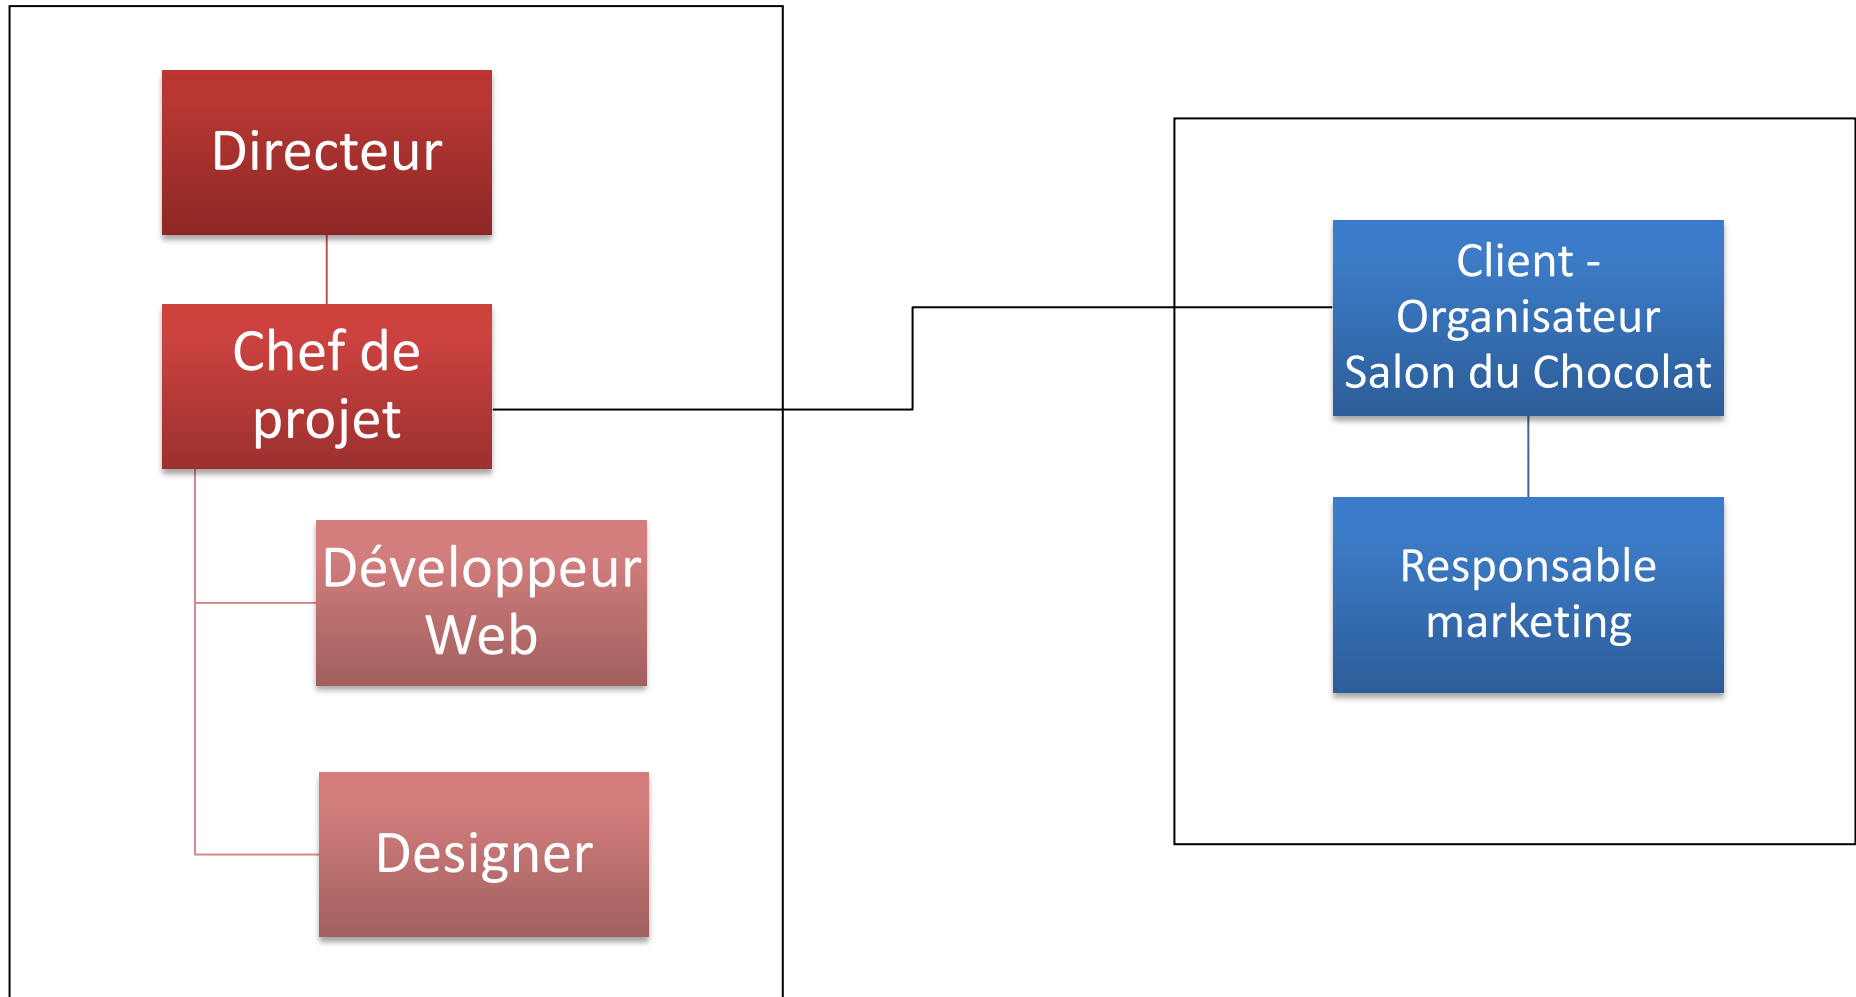 Directeur
Chef de
projet
Développeur
Web
Designer
Client -
Organisateur
Salon du Chocolat
Responsable
marketing